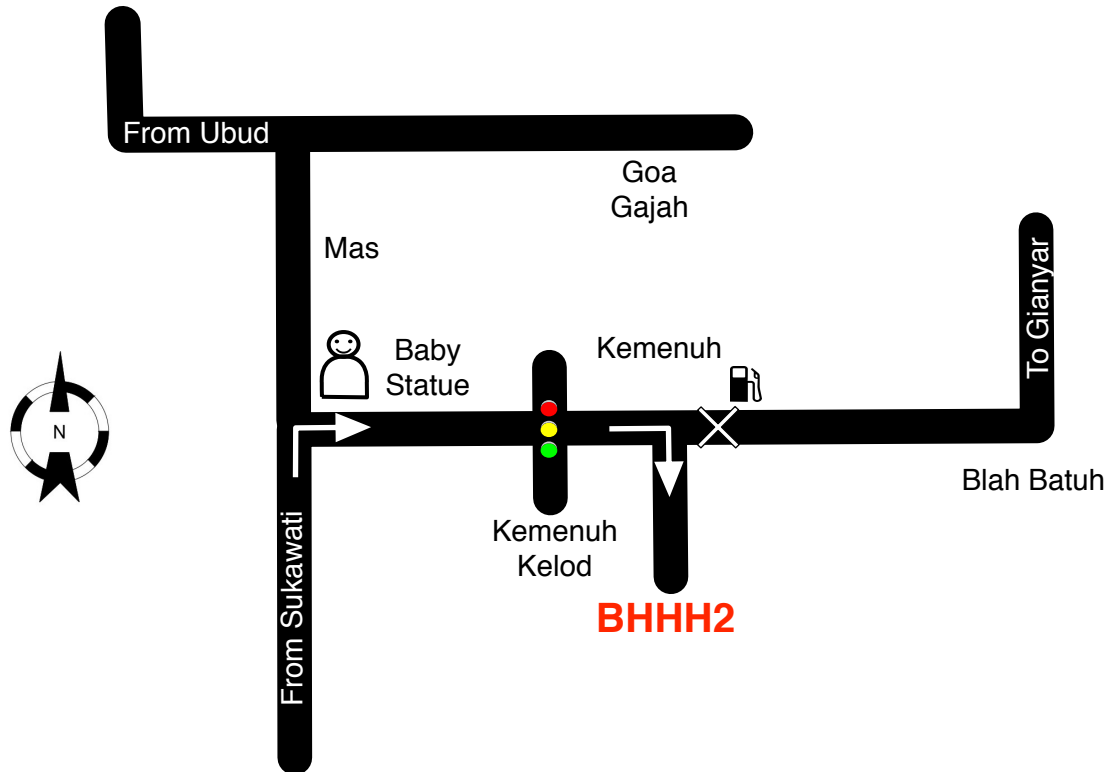 From Ubud
Goa
Gajah
Mas
To Gianyar
Baby
Statue
Kemenuh
N
Blah Batuh
Kemenuh
Kelod
From Sukawati
BHHH2